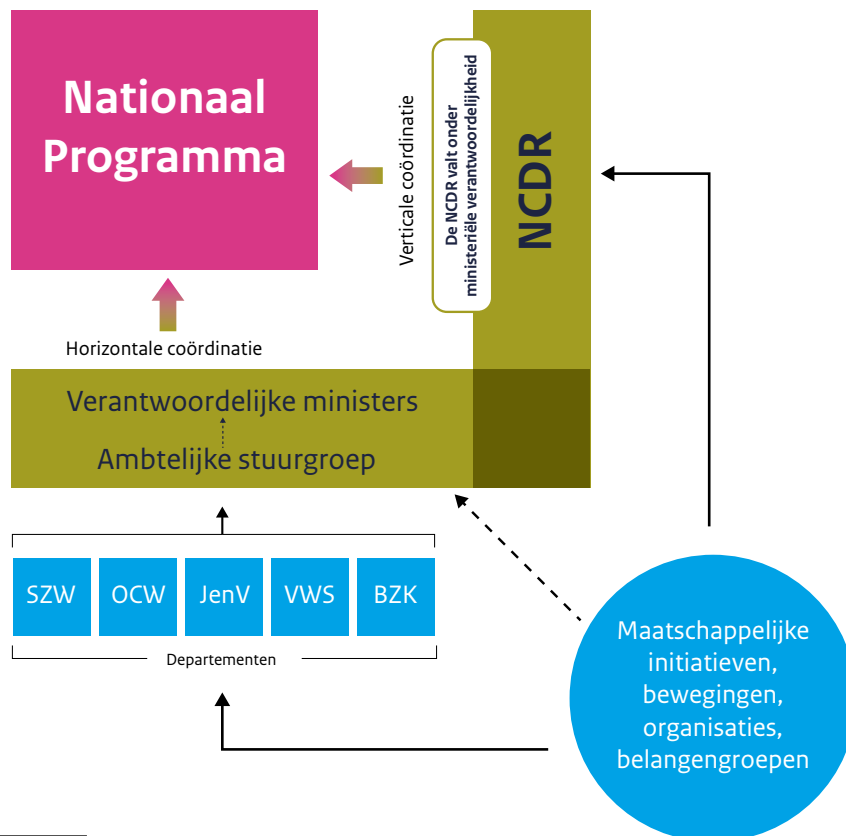 Nationaal
Programma
Verticale coördinatie
De NCDR valt onder
ministeriële verantwoordelijkheid
NCDR
Horizontale coördinatie
Verantwoordelijke ministers
Ambtelijke stuurgroep
SZW
OCW
JenV
VWS
BZK
Departementen
Maatschappelijke
initiatieven,
bewegingen,
organisaties,
belangengroepen